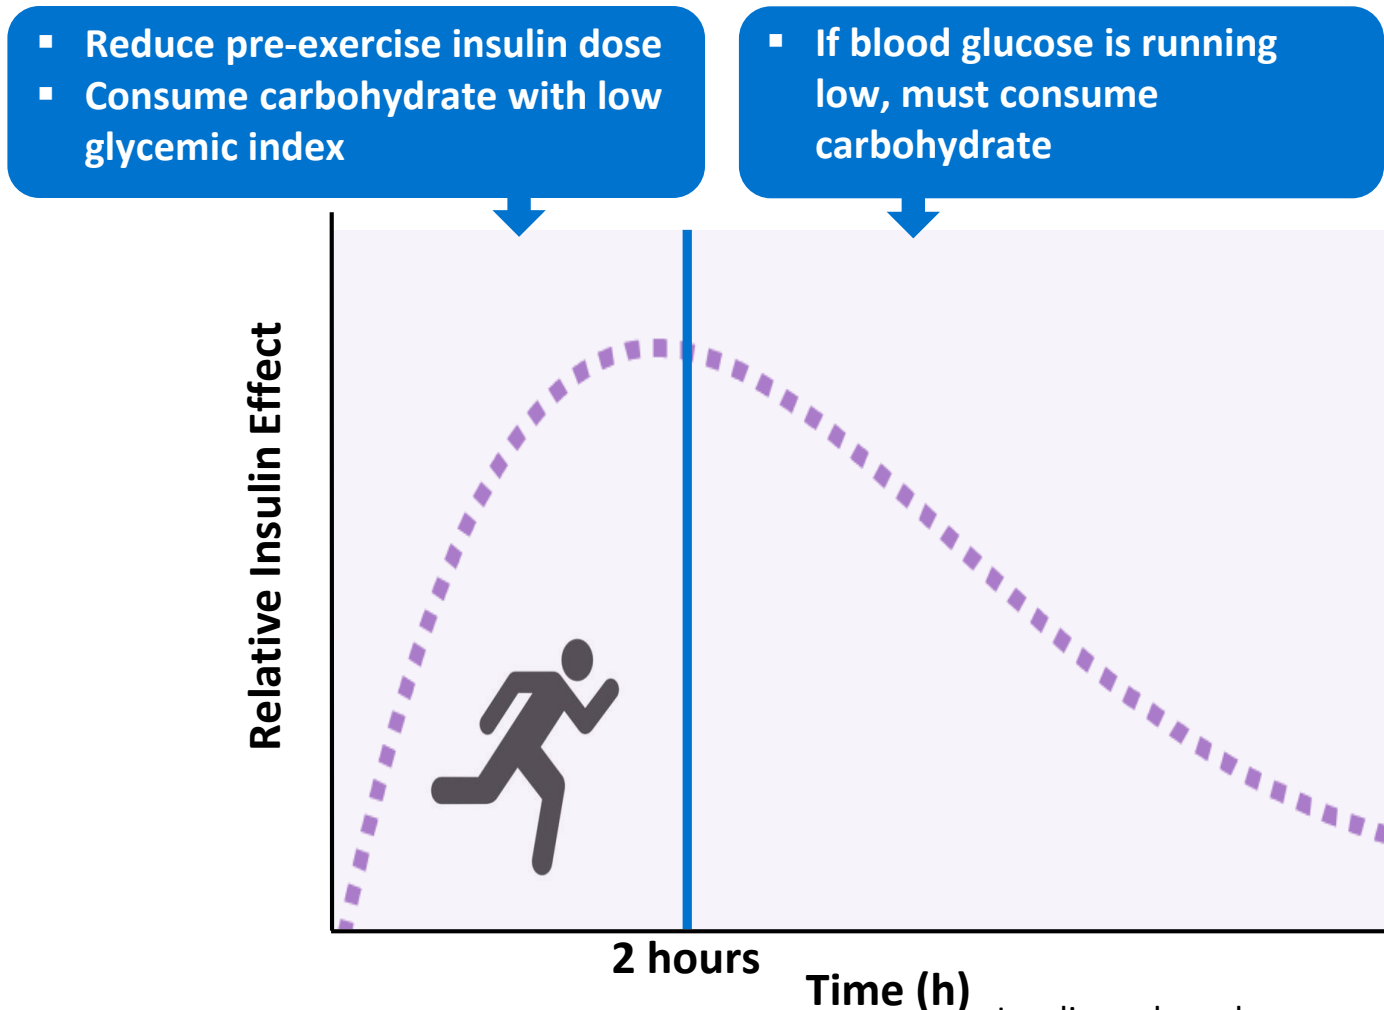 ▪ Reduce pre-exercise insulin dose
▪ Consume carbohydrate with low
glycemic index
▪ If blood glucose is running
low, must consume
carbohydrate
Relative Insulin Effect
2 hours
Time (h)